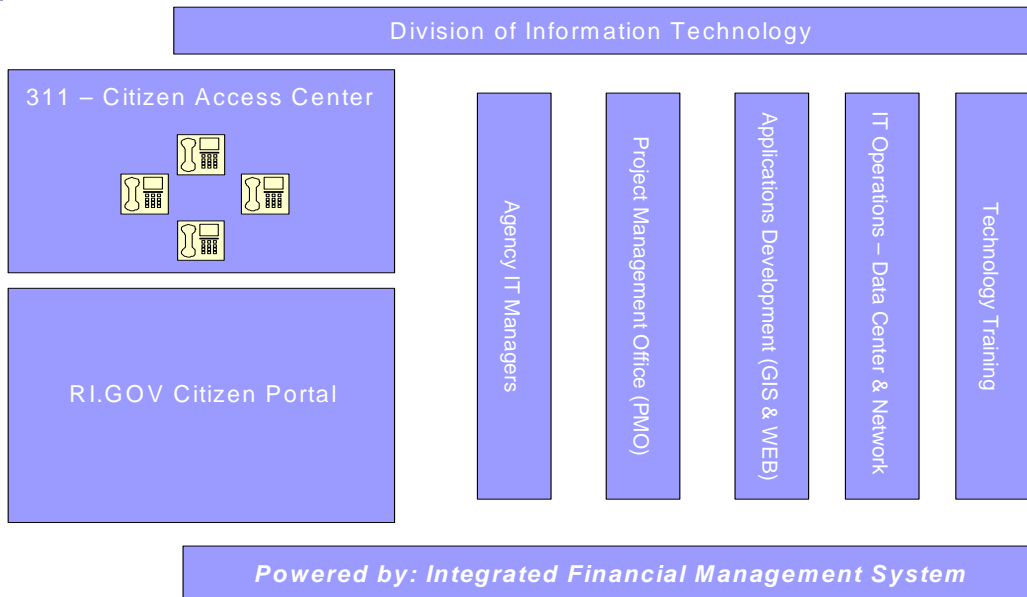 Division of Information Technology
311 – Citizen Access Center
RI.GOV Citizen Portal
Agency IT Managers
Project Management Office (PMO)
Applications Development (GIS & WEB)
IT Operations – Data Center & Network
Technology Training
Powered by: Integrated Financial Management System